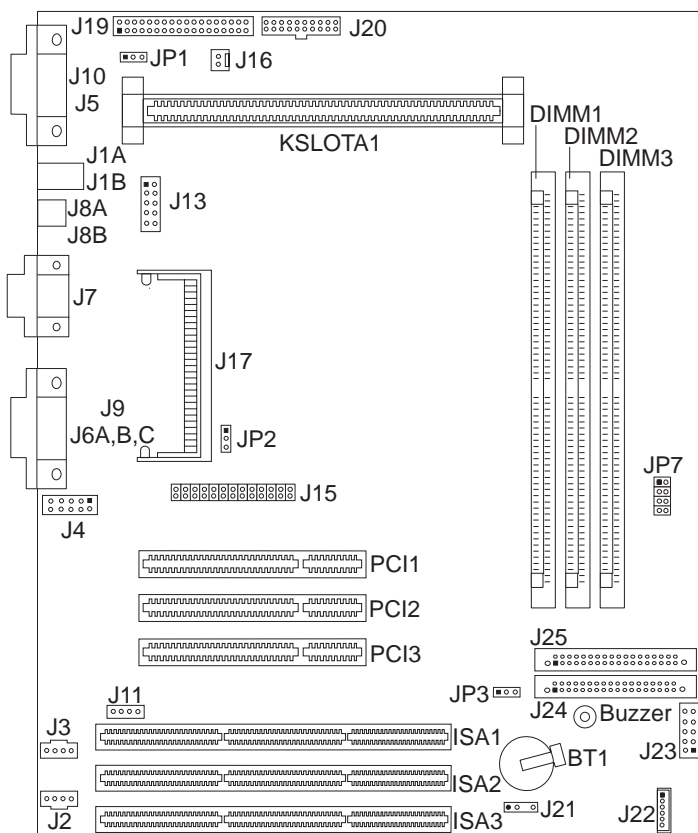 J19
J20
JP1
J16
J10
J5
KSLOTA1
DIMM1
DIMM2
DIMM3
J1A
J1B
J13
J8A
J8B
J7
J17
J9
J6A,B,C
JP2
JP7
J15
J4
PCI1
PCI2
PCI3
J25
JP3
J24
Buzzer
J11
J3
ISA1
J23
BT1
ISA2
J2
ISA3
J21
J22